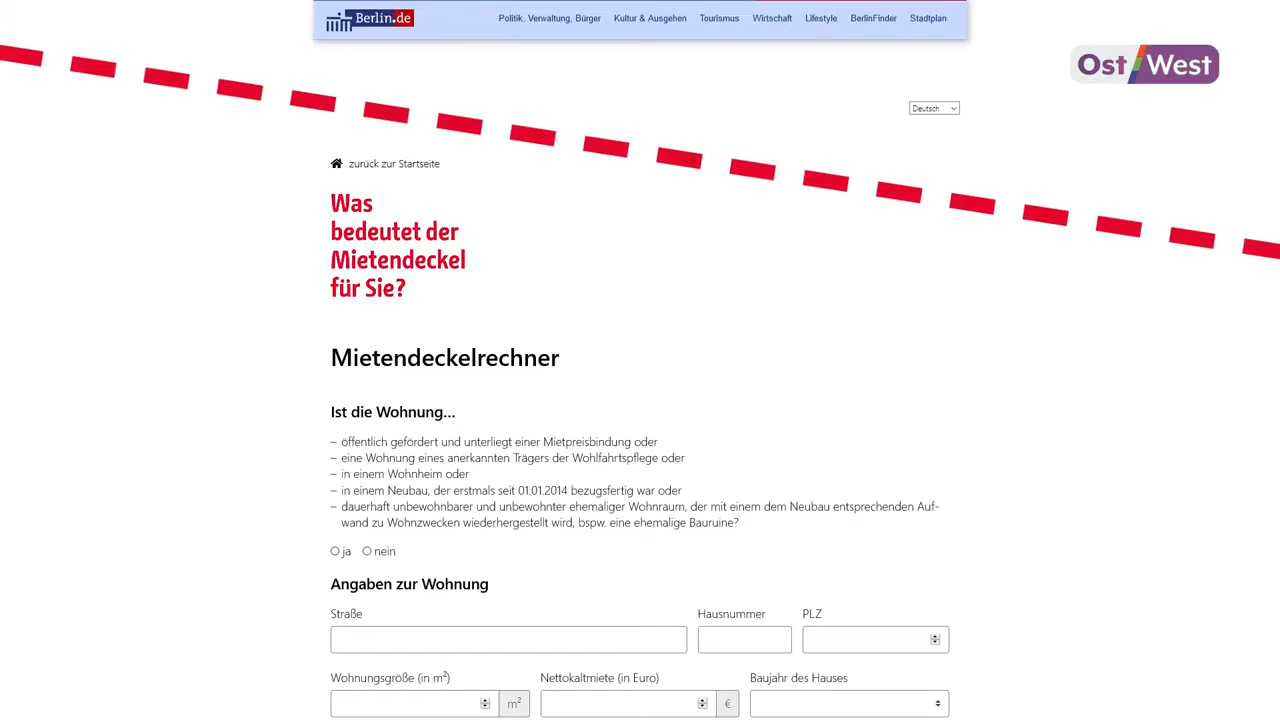 Berlin.de
Politik, Verwaltung, Bürger Kultur & Ausgehen Tourismus Wirtschaft Lifestyle BerlinFinder Stadtplan
Ost West
Deutsch
zurück zur Startseite
Was
bedeutet der
Mietendeckel
für Sie?
Mietendeckelrechner
Ist die Wohnung...
– öffentlich gefördert und unterliegt einer Mietpreisbindung oder
– eine Wohnung eines anerkannten Trägers der Wohlfahrtspflege oder
– in einem Wohnheim oder
– in einem Neubau, der erstmals seit 01.01.2014 bezugsfertig war oder
– dauerhaft unbewohnbarer und unbewohnter ehemaliger Wohnraum, der mit einem dem Neubau entsprechenden Auf-
wand zu Wohnzwecken wiederhergestellt wird, bspw. eine ehemalige Bauruine?
ja nein
Angaben zur Wohnung
Straße Hausnummer PLZ
Wohnungsgröße (in m²) Nettokaltmiete (in Euro) Baujahr des Hauses
m² €